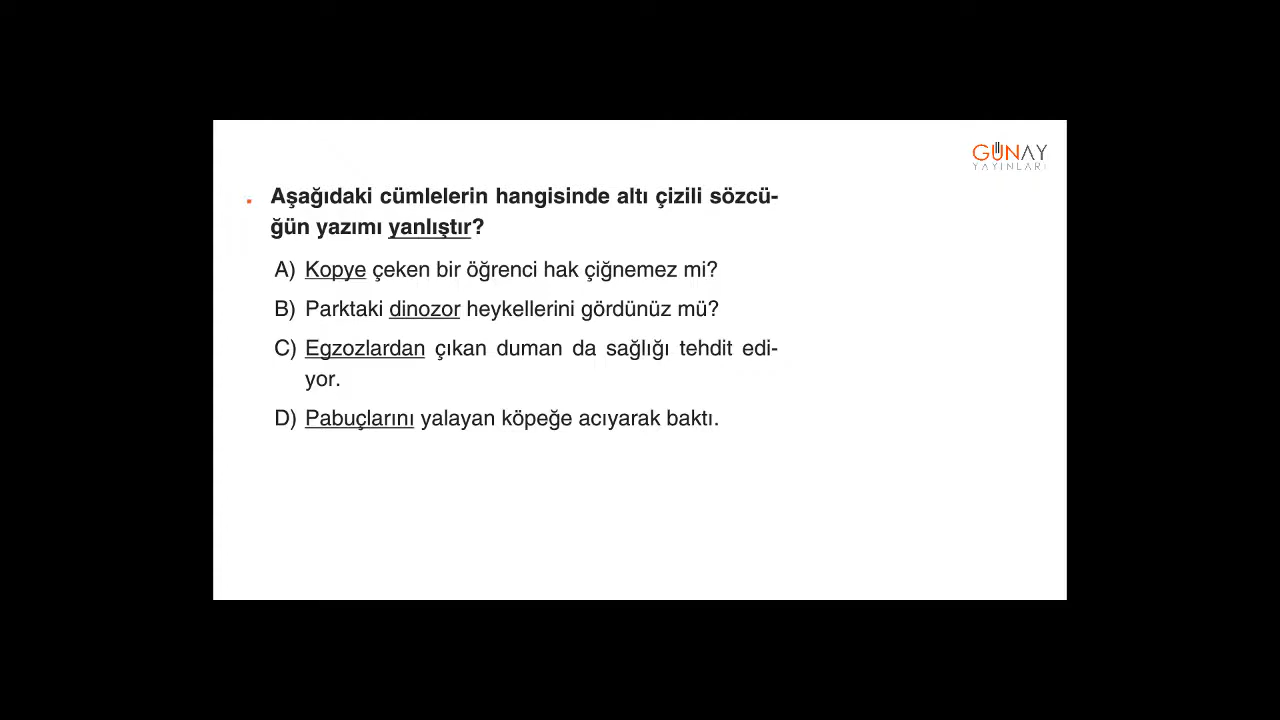 GÜNAY
YAYINLARI
. Aşağıdaki cümlelerin hangisinde altı çizili sözcü-
ğün yazımı yanlıştır?
A) Kopye çeken bir öğrenci hak çiğnemez mi?
B) Parktaki dinozor heykellerini gördünüz mü?
C) Egzozlardan çıkan duman da sağlığı tehdit edi-
yor.
D) Pabuçlarını yalayan köpeğe acıyarak baktı.